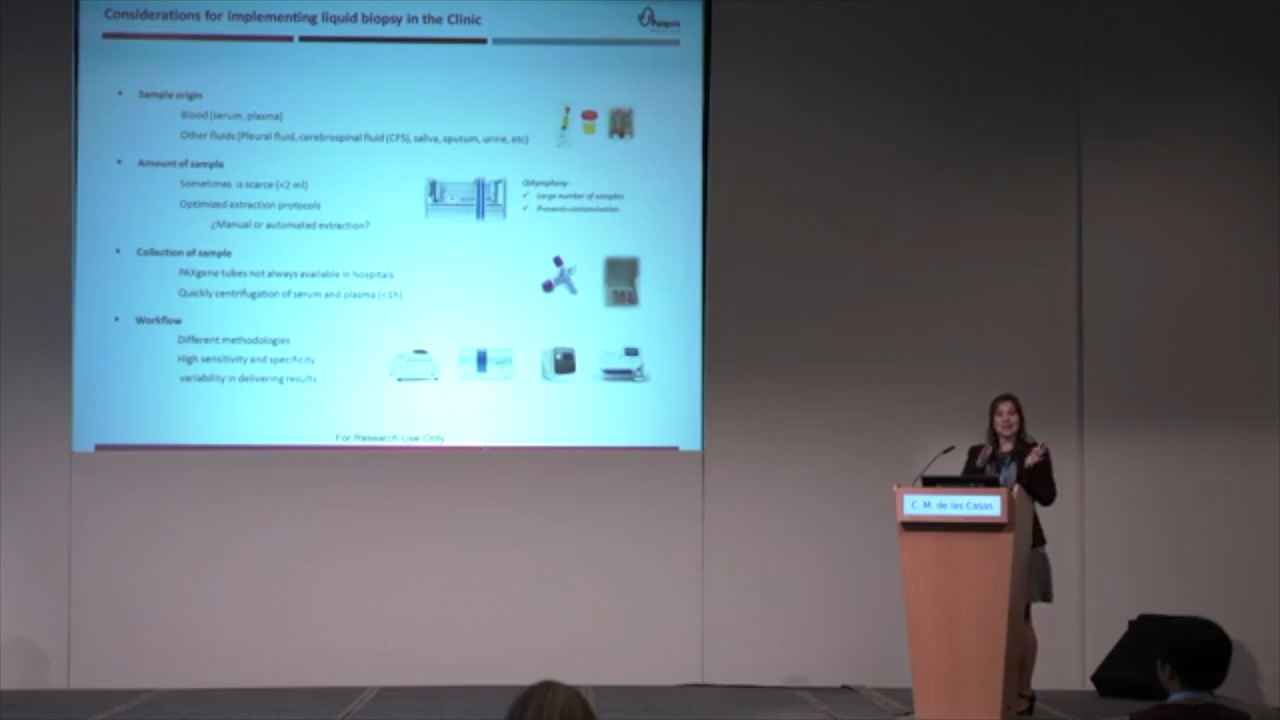 Considerations for implementing liquid biopsy in the Clinic
Sample origin
Blood (serum, plasma)
Other fluids (Pleural fluid, cerebrospinal fluid (CPS), saliva, sputum, urine, etc)
Amount of sample
Sometimes is scarce (<2 ml)
Optimized extraction protocols
¿Manual or automated extraction?
QIAsymphony:
✓ Large number of samples
✓ Prevents contamination
Collection of sample
PAXgene tubes not always available in hospitals
Quickly centrifugation of serum and plasma (<1h)
Workflow
Different methodologies
High sensitivity and specificity
variability in delivering results
For Research Use Only
C. M. de las Casas